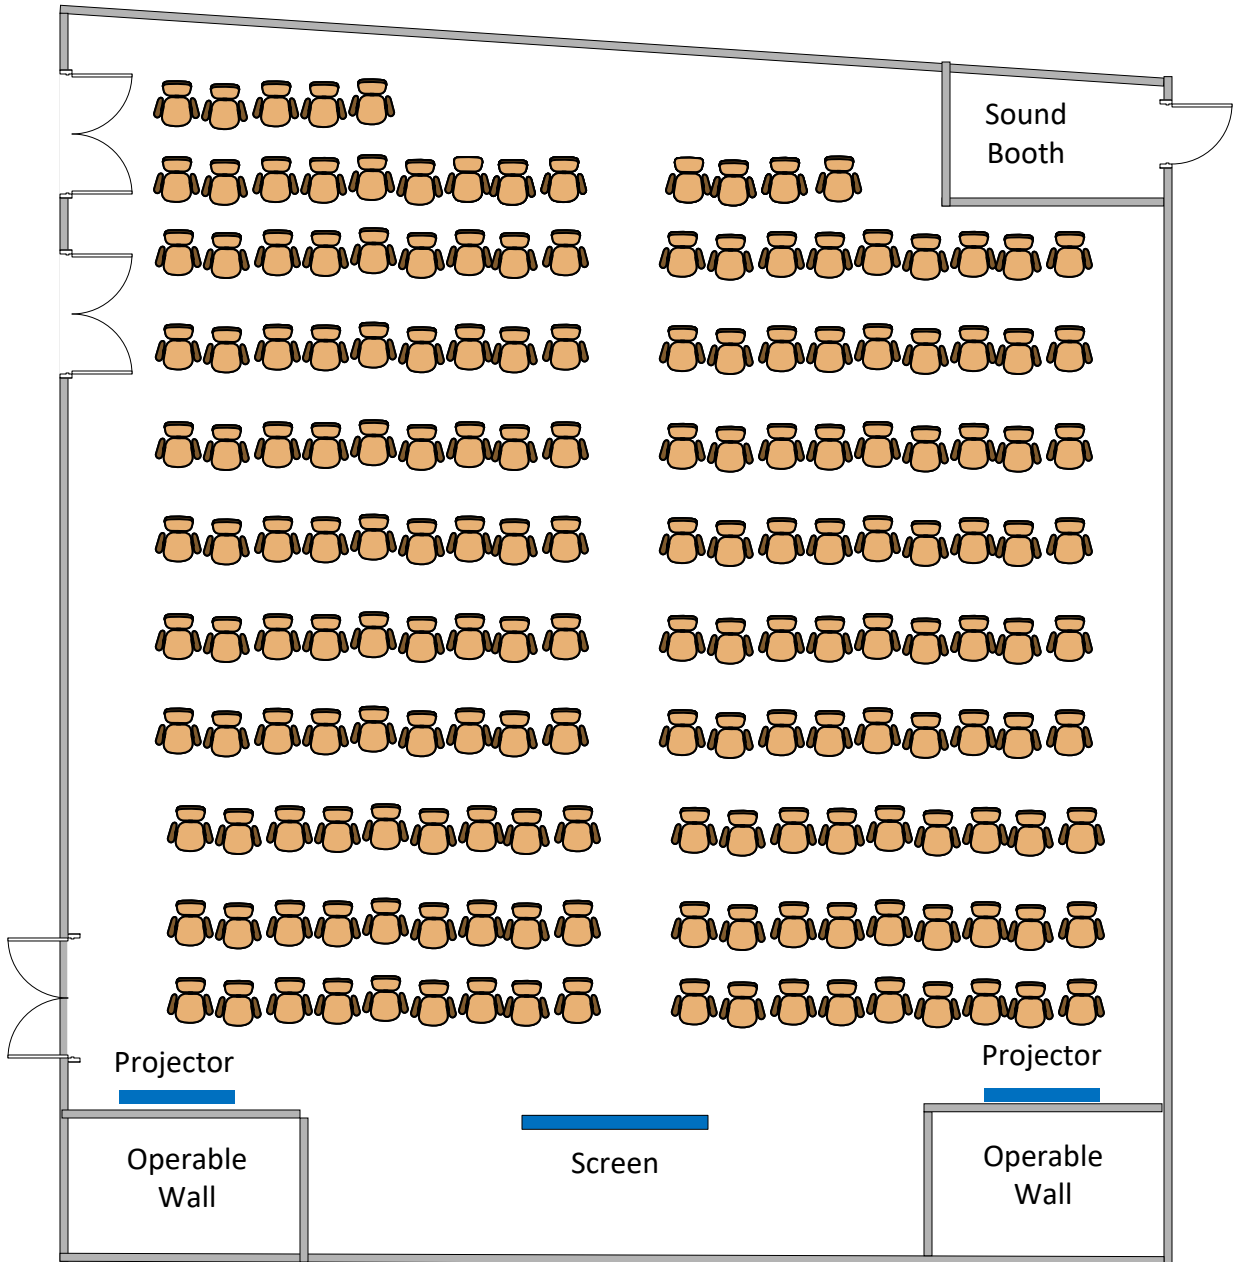 Sound
Booth
Projector
Projector
Operable
Wall
Screen
Operable
Wall